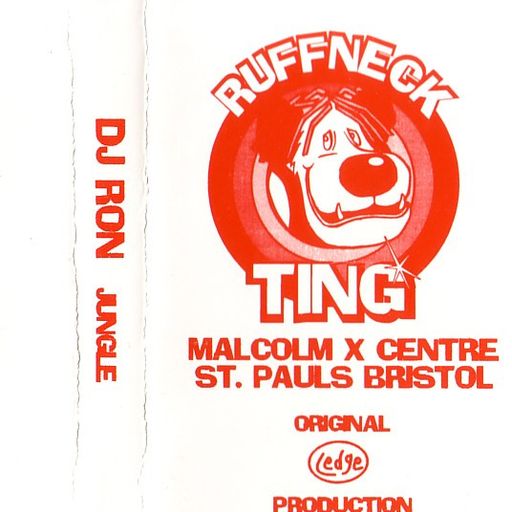 DJ RON JUNGLE
RUFFNECK
TING
MALCOLM X CENTRE
ST. PAULS BRISTOL
ORIGINAL
Ledge
PRODUCTION